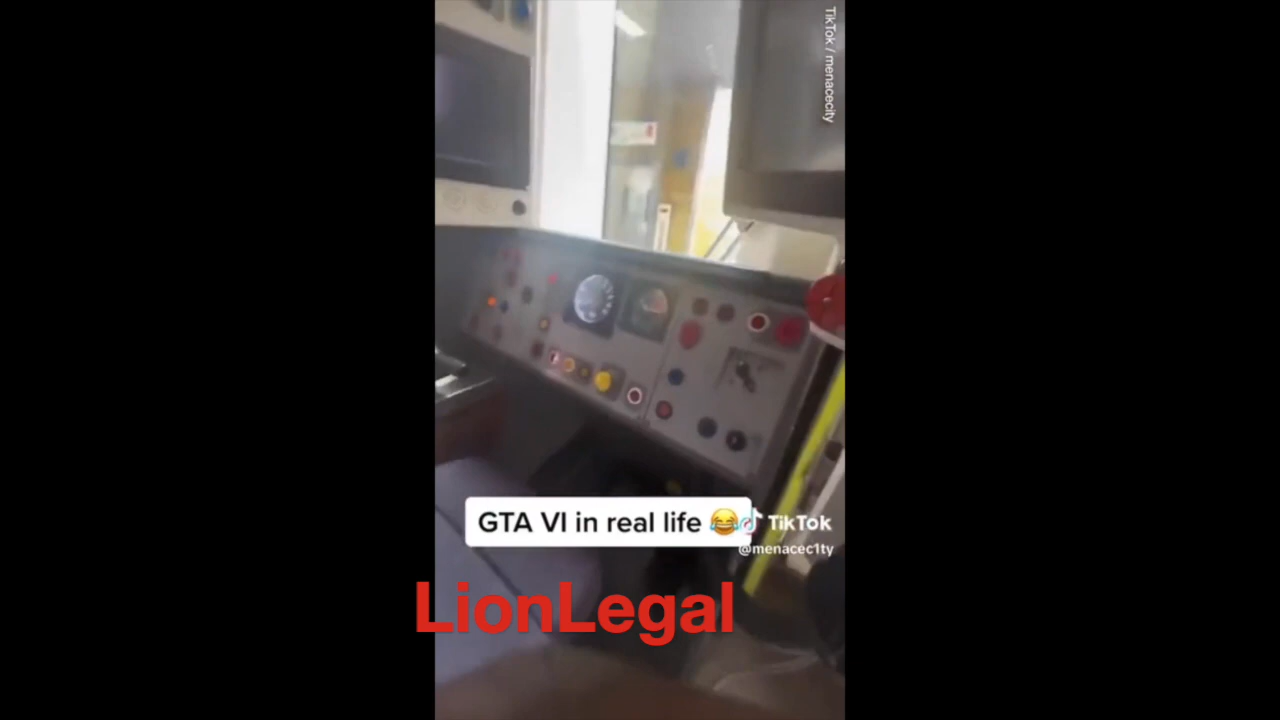 TikTok / menacecity
GTA VI in real life 😂
TikTok
@menacec1ty
LionLegal